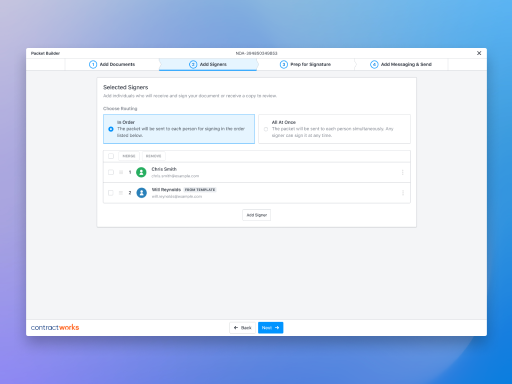 Packet Builder
NDA-394850348833
1 Add Documents
2 Add Signers
3 Prep for Signature
4 Add Messaging & Send
Selected Signers
Add individuals who will receive and sign your document or receive a copy to review.
Choose Routing
In Order
The packet will be sent to each person for signing in the order
listed below.
All At Once
The packet will be sent to each person simultaneously. Any
signer can sign it at any time.
MERGE
REMOVE
1
Chris Smith
chris.smith@example.com
2
Will Reynolds FROM TEMPLATE
will.reynolds@example.com
Add Signer
contractworks
Back
Next